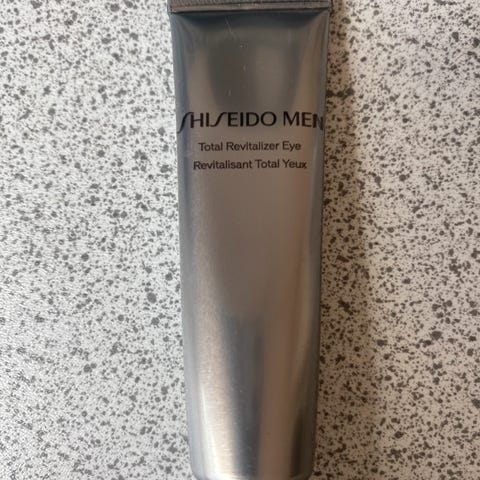 SHISEIDO MEN
Total Revitalizer Eye
Revitalisant Total Yeux